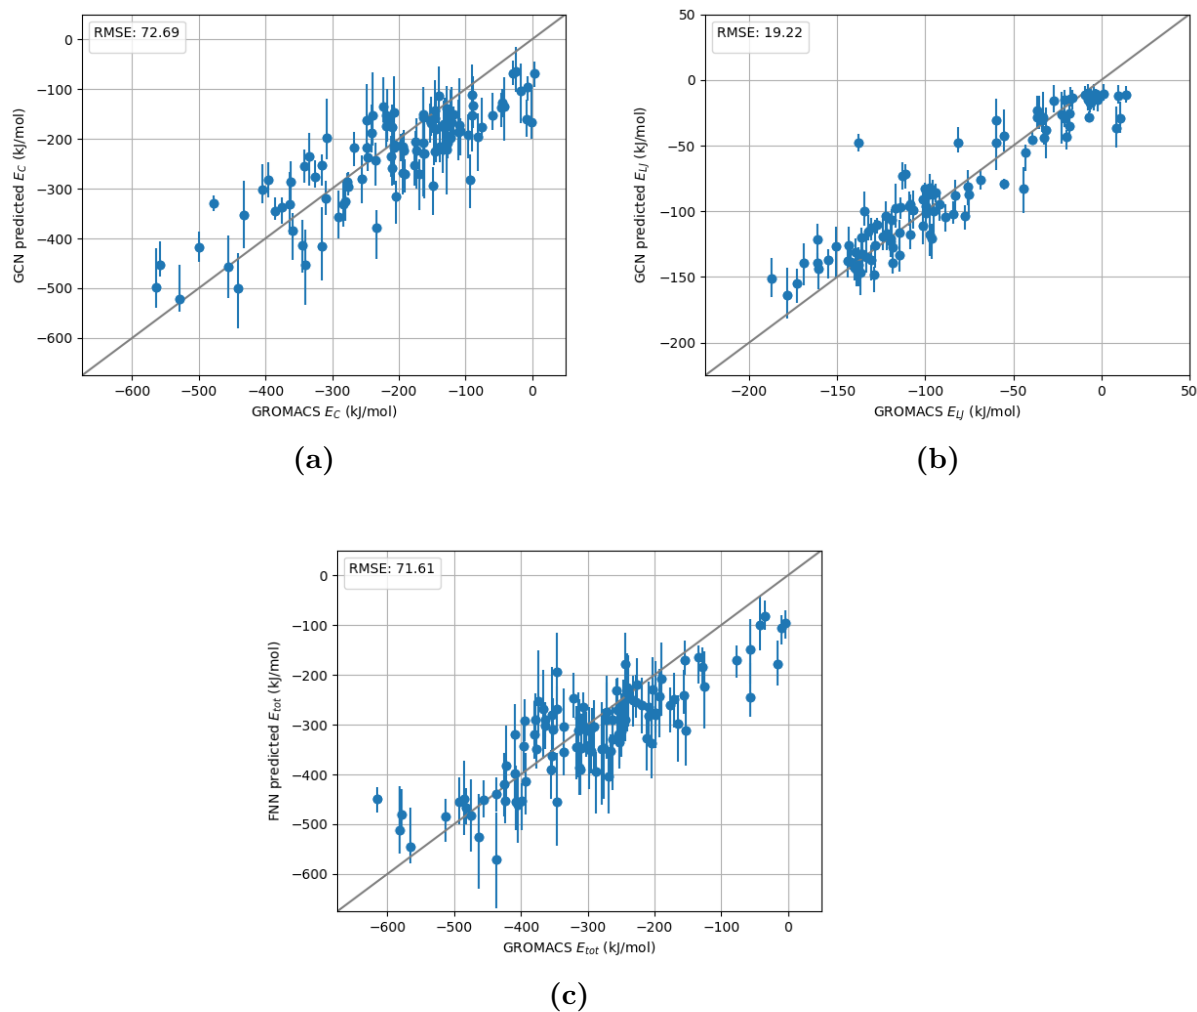 RMSE: 72.69
0
−100
−200
−300
−400
−500
−600
GCN predicted E_C (kJ/mol)
−600 −500 −400 −300 −200 −100 0
GROMACS E_C (kJ/mol)
(a)
RMSE: 19.22
50
0
−50
−100
−150
−200
GCN predicted E_LJ (kJ/mol)
−200 −150 −100 −50 0 50
GROMACS E_LJ (kJ/mol)
(b)
RMSE: 71.61
0
−100
−200
−300
−400
−500
−600
FNN predicted E_tot (kJ/mol)
−600 −500 −400 −300 −200 −100 0
GROMACS E_tot (kJ/mol)
(c)